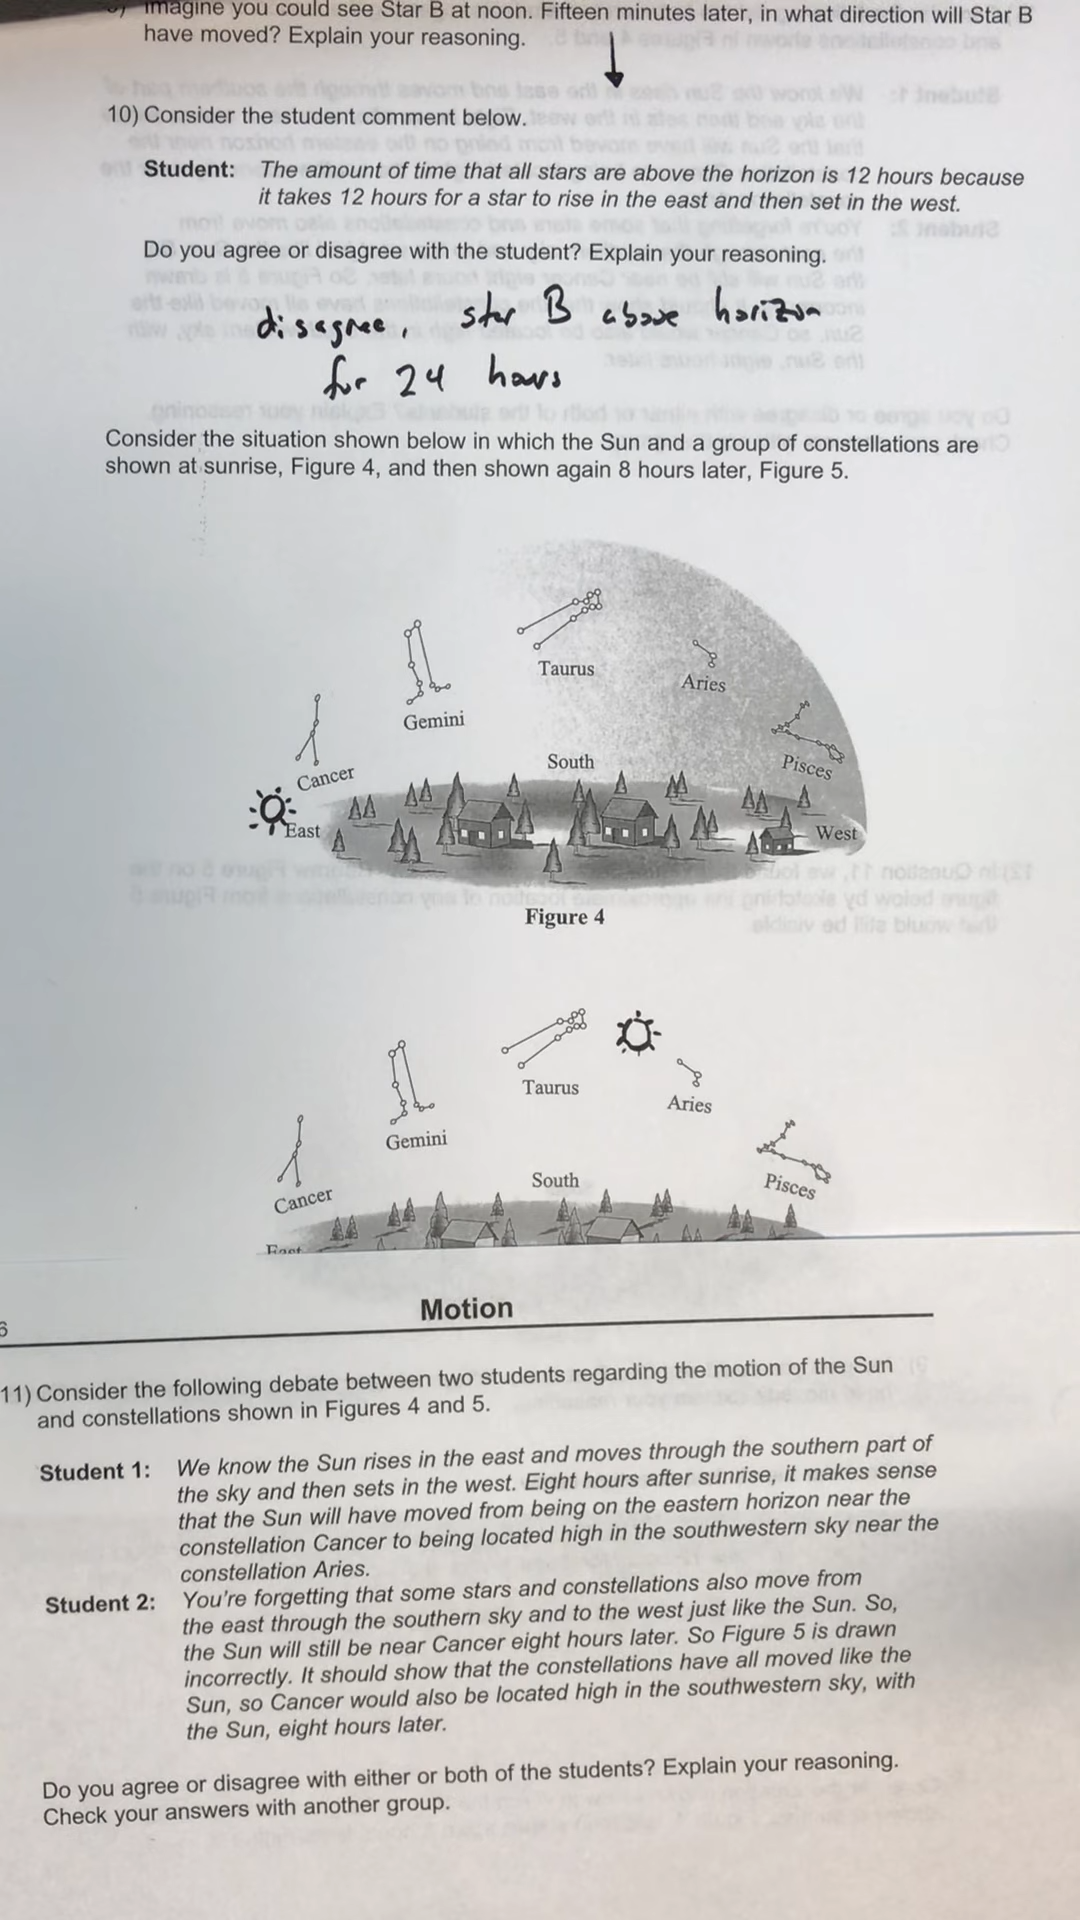 imagine you could see Star B at noon. Fifteen minutes later, in what direction will Star B
have moved? Explain your reasoning.
10) Consider the student comment below.
Student: The amount of time that all stars are above the horizon is 12 hours because
it takes 12 hours for a star to rise in the east and then set in the west.
Do you agree or disagree with the student? Explain your reasoning.
disagree, star B above horizon
for 24 hours
Consider the situation shown below in which the Sun and a group of constellations are
shown at sunrise, Figure 4, and then shown again 8 hours later, Figure 5.
Taurus
Aries
Gemini
South
Pisces
Cancer
East
West
Figure 4
Taurus
Aries
Gemini
South
Pisces
Cancer
East
6
Motion
11) Consider the following debate between two students regarding the motion of the Sun
and constellations shown in Figures 4 and 5.
Student 1: We know the Sun rises in the east and moves through the southern part of
the sky and then sets in the west. Eight hours after sunrise, it makes sense
that the Sun will have moved from being on the eastern horizon near the
constellation Cancer to being located high in the southwestern sky near the
constellation Aries.
Student 2: You're forgetting that some stars and constellations also move from
the east through the southern sky and to the west just like the Sun. So,
the Sun will still be near Cancer eight hours later. So Figure 5 is drawn
incorrectly. It should show that the constellations have all moved like the
Sun, so Cancer would also be located high in the southwestern sky, with
the Sun, eight hours later.
Do you agree or disagree with either or both of the students? Explain your reasoning.
Check your answers with another group.